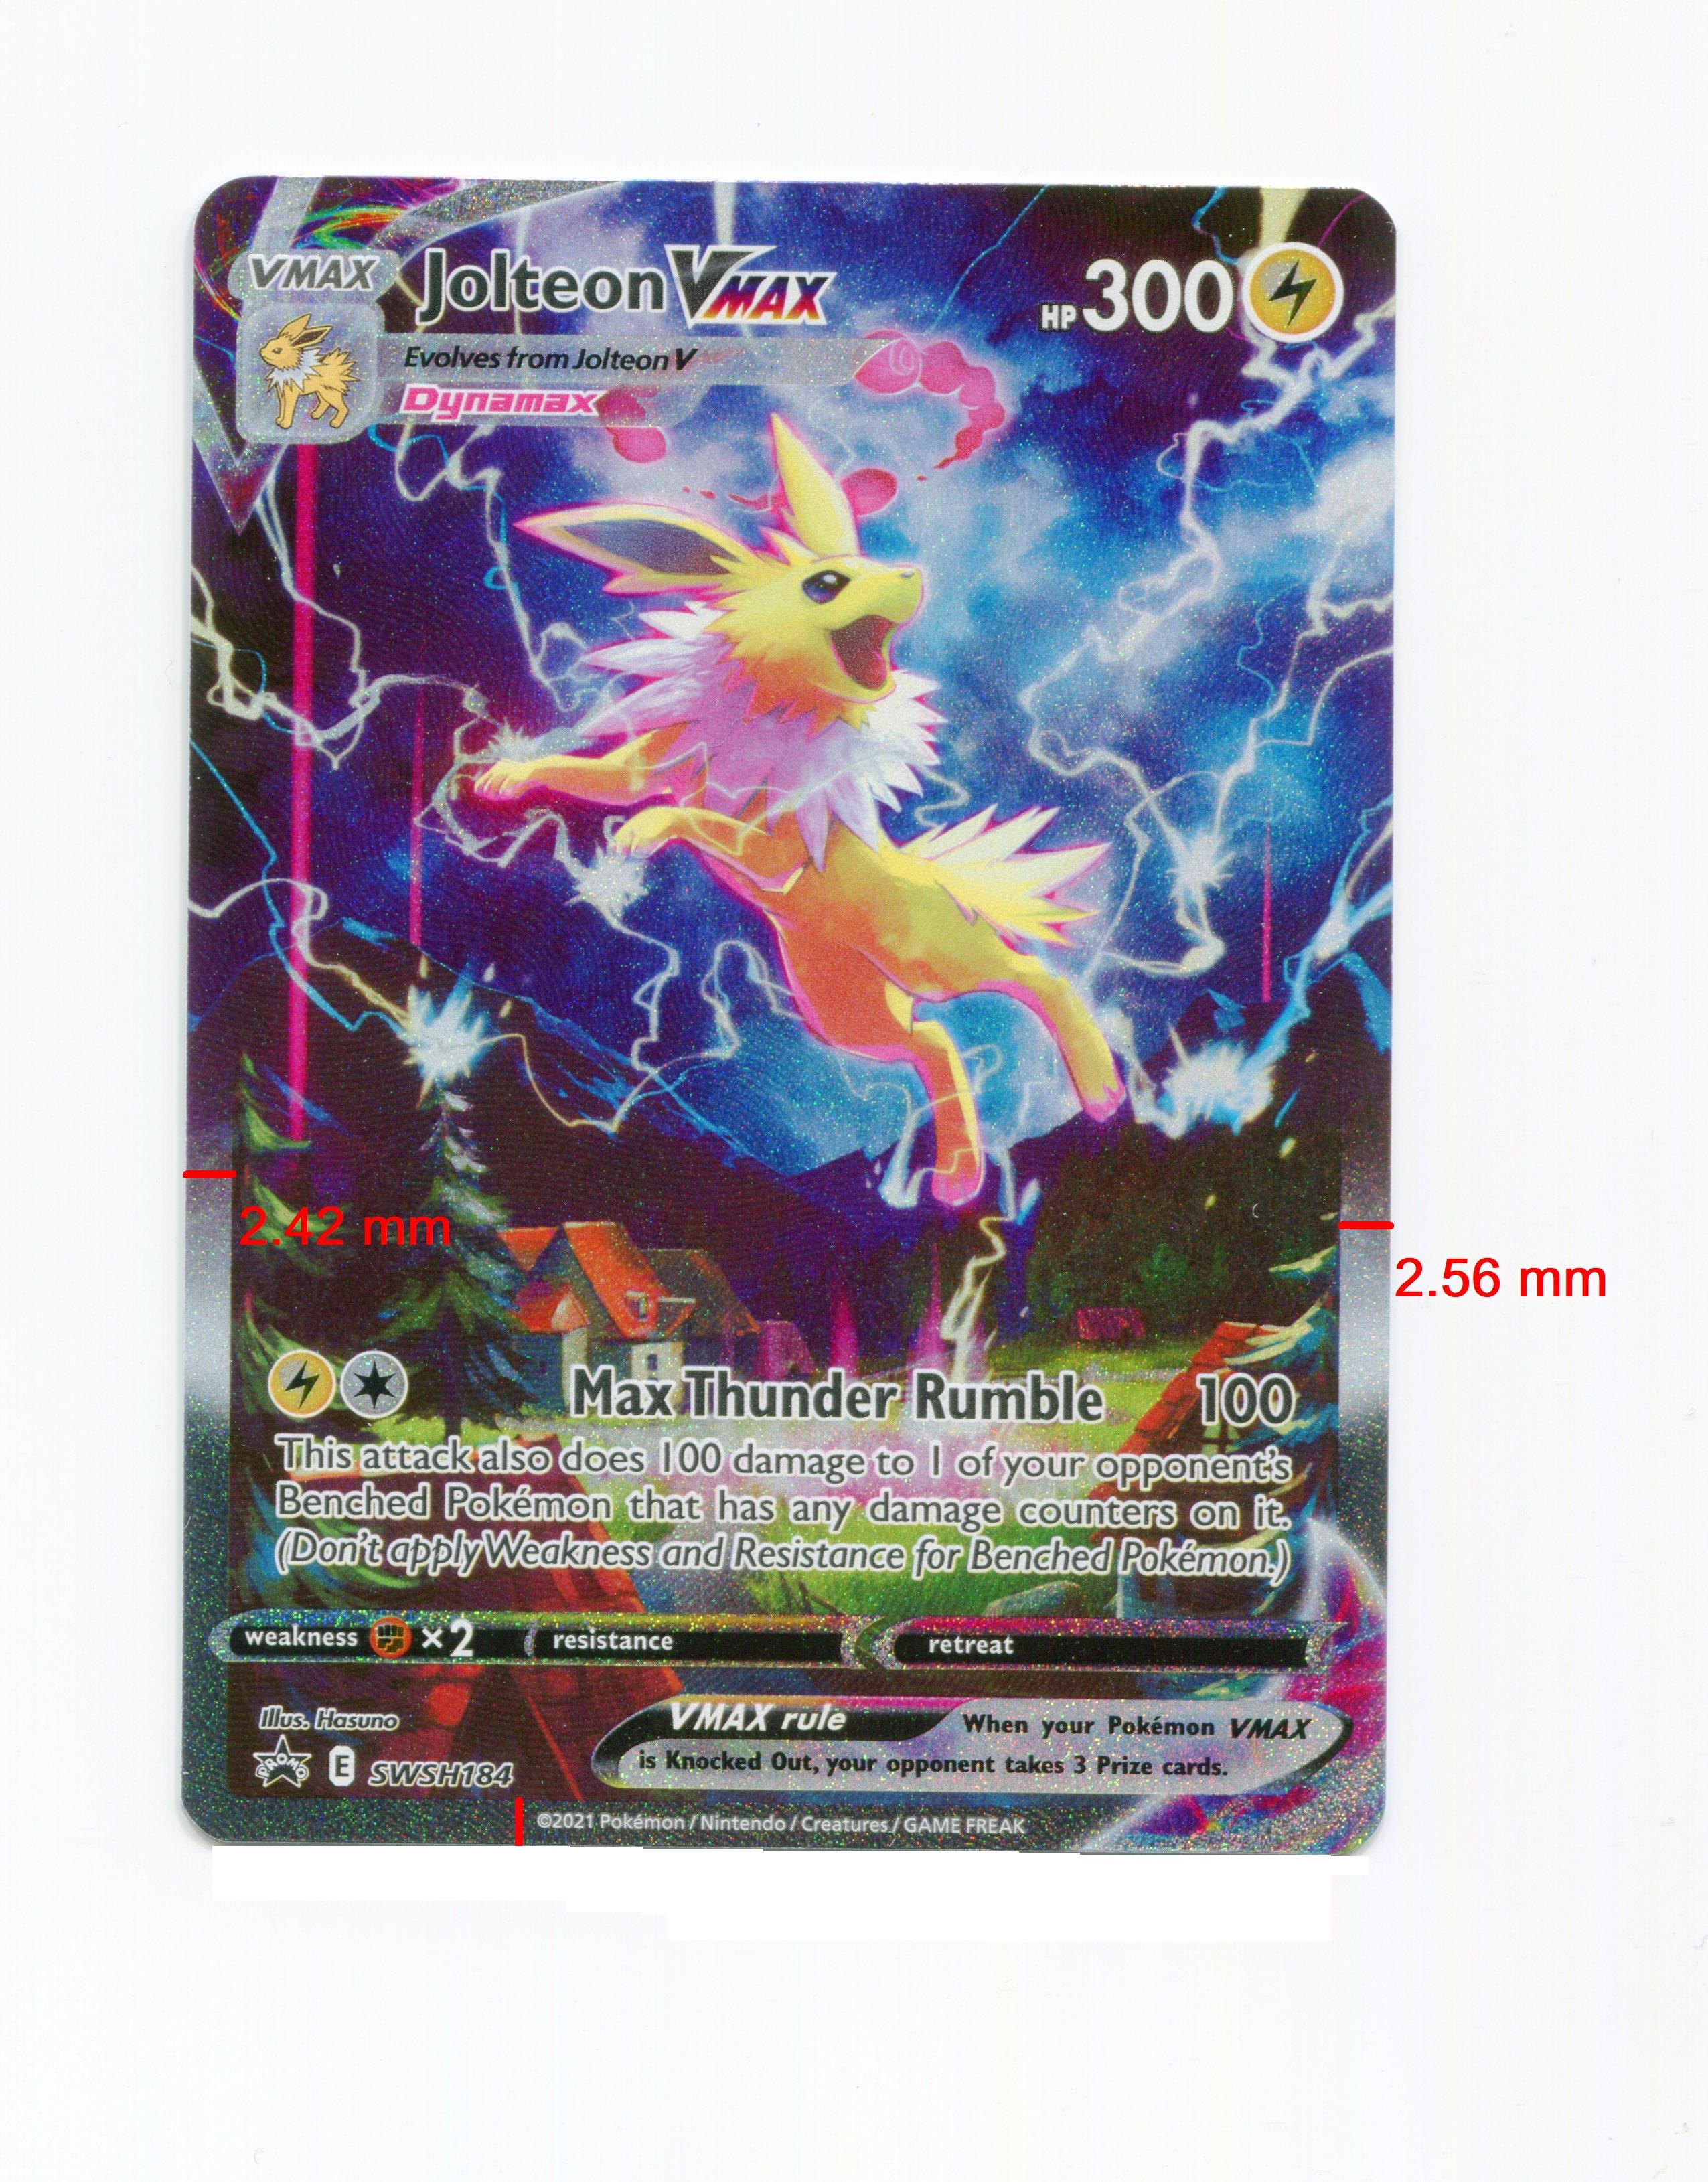 VMAX
Jolteon VMAX
HP 300
Evolves from Jolteon V
Dynamax
2.42 mm
2.56 mm
Max Thunder Rumble 100
This attack also does 100 damage to 1 of your opponent's
Benched Pokémon that has any damage counters on it.
(Don't apply Weakness and Resistance for Benched Pokémon.)
weakness ×2 resistance retreat
Illus. Hasuno
VMAX rule When your Pokémon VMAX
is Knocked Out, your opponent takes 3 Prize cards.
PROMO E SWSH184
©2021 Pokémon / Nintendo / Creatures / GAME FREAK